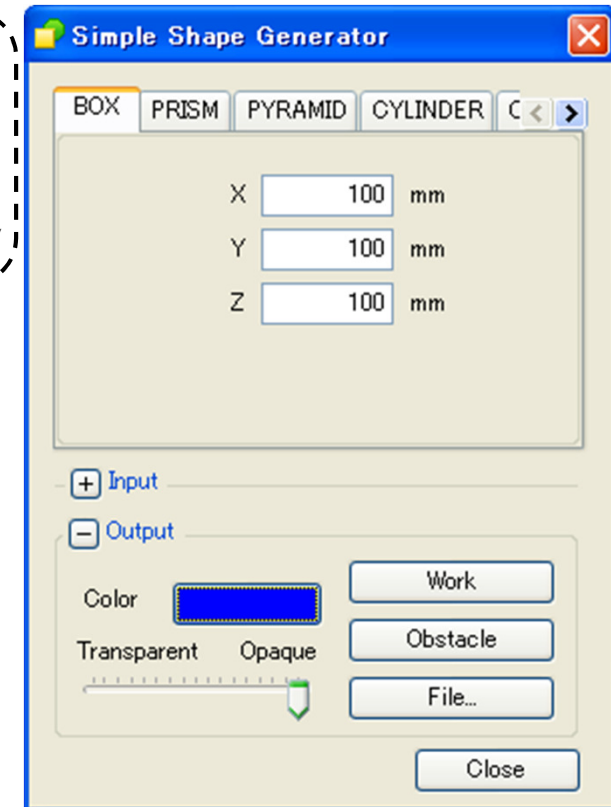 Simple Shape Generator
BOX PRISM PYRAMID CYLINDER
X 100 mm
Y 100 mm
Z 100 mm
Input
Output
Color
Work
Transparent Opaque
Obstacle
File...
Close